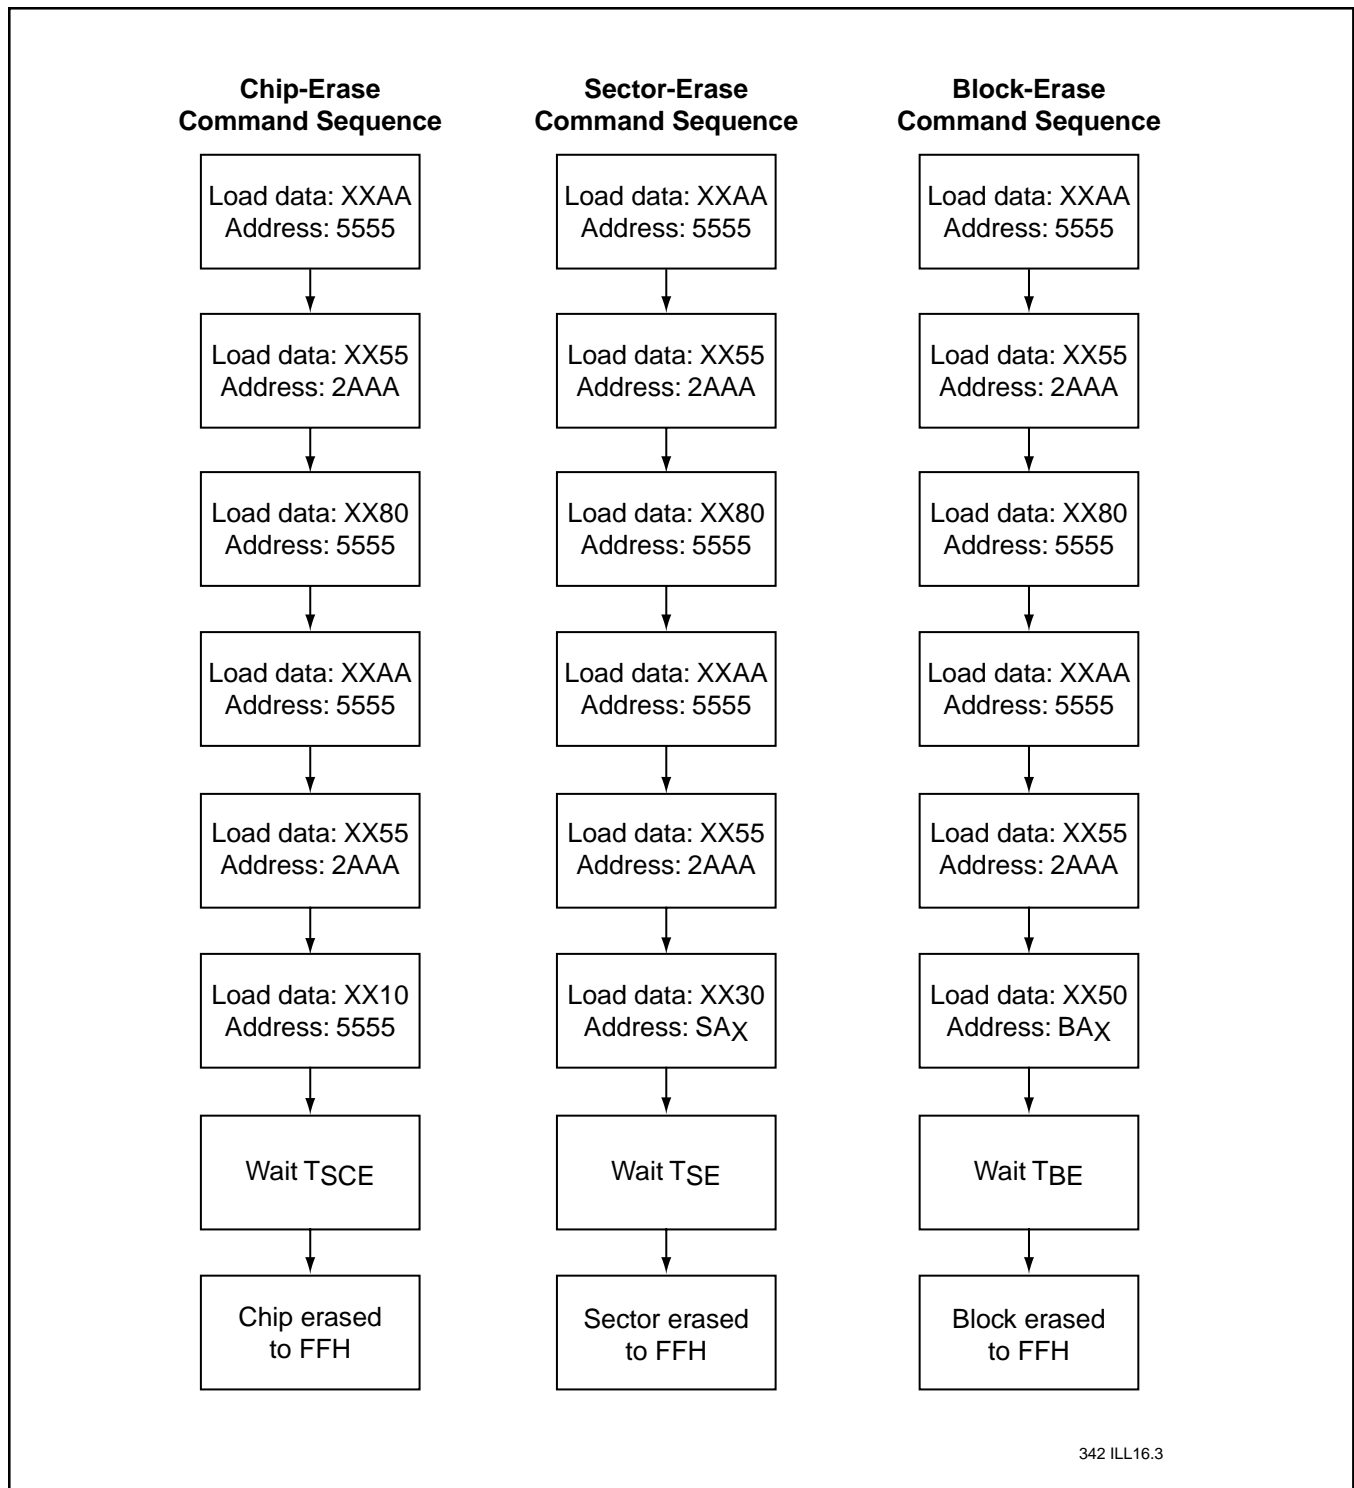 Chip-Erase
Command Sequence
Load data: XXAA
Address: 5555
Load data: XX55
Address: 2AAA
Load data: XX80
Address: 5555
Load data: XXAA
Address: 5555
Load data: XX55
Address: 2AAA
Load data: XX10
Address: 5555
Wait TSCE
Chip erased
to FFH
Sector-Erase
Command Sequence
Load data: XXAA
Address: 5555
Load data: XX55
Address: 2AAA
Load data: XX80
Address: 5555
Load data: XXAA
Address: 5555
Load data: XX55
Address: 2AAA
Load data: XX30
Address: SAX
Wait TSE
Sector erased
to FFH
Block-Erase
Command Sequence
Load data: XXAA
Address: 5555
Load data: XX55
Address: 2AAA
Load data: XX80
Address: 5555
Load data: XXAA
Address: 5555
Load data: XX55
Address: 2AAA
Load data: XX50
Address: BAX
Wait TBE
Block erased
to FFH
342 ILL16.3